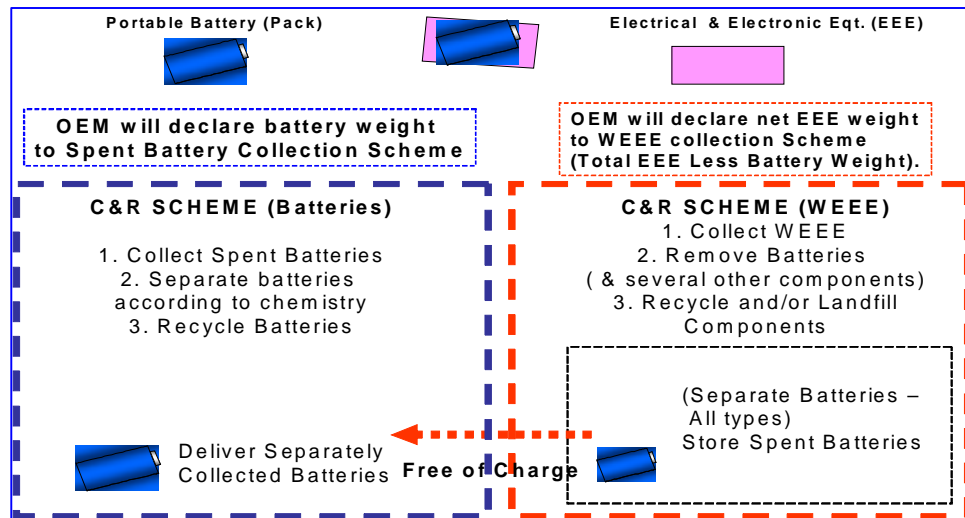 Portable Battery (Pack)
Electrical & Electronic Eqt. (EEE)
OEM will declare battery weight
to Spent Battery Collection Scheme
OEM will declare net EEE weight
to WEEE collection Scheme
(Total EEE Less Battery Weight).
C&R SCHEME (Batteries)
1. Collect Spent Batteries
2. Separate batteries
according to chemistry
3. Recycle Batteries
C&R SCHEME (WEEE)
1. Collect WEEE
2. Remove Batteries
( & several other components)
3. Recycle and/or Landfill
Components
(Separate Batteries –
All types)
Store Spent Batteries
Deliver Separately
Collected Batteries
Free of Charge